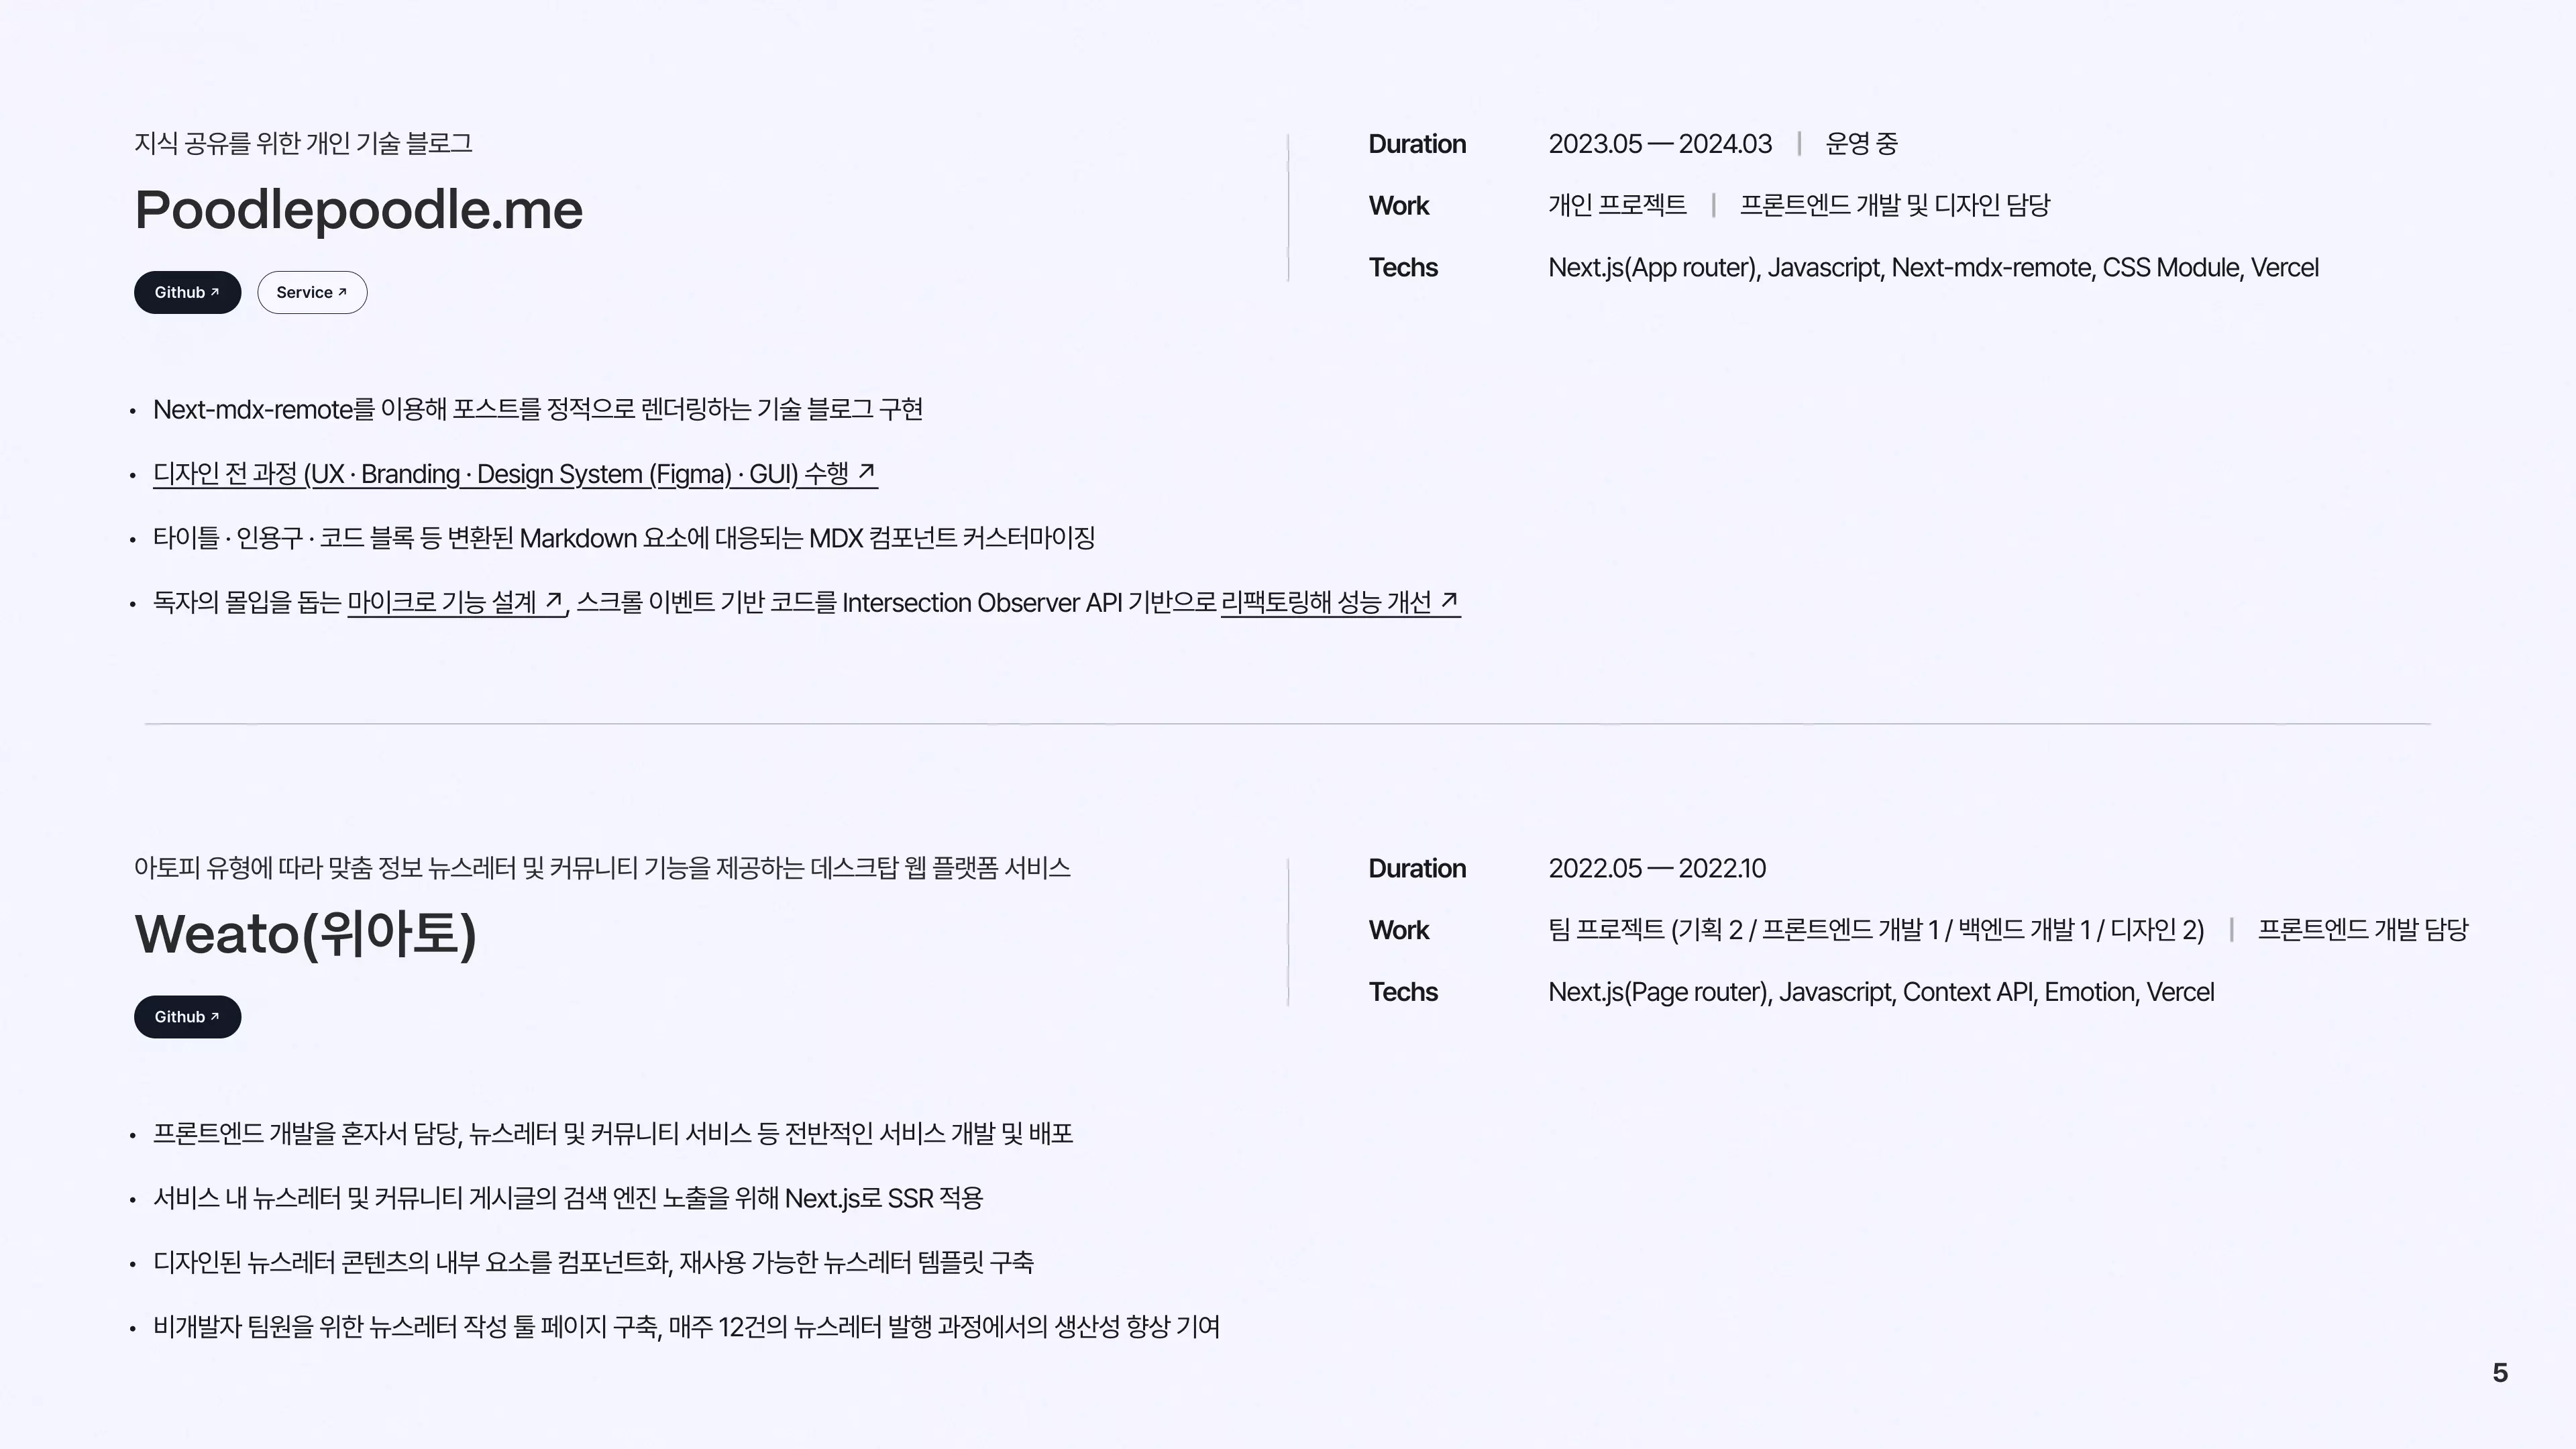 지식 공유를 위한 개인 기술 블로그
Poodlepoodle.me
Github ↗ Service ↗
Duration 2023.05 — 2024.03 | 운영 중
Work 개인 프로젝트 | 프론트엔드 개발 및 디자인 담당
Techs Next.js(App router), Javascript, Next-mdx-remote, CSS Module, Vercel
• Next-mdx-remote를 이용해 포스트를 정적으로 렌더링하는 기술 블로그 구현
• 디자인 전 과정 (UX · Branding · Design System (Figma) · GUI) 수행 ↗
• 타이틀 · 인용구 · 코드 블록 등 변환된 Markdown 요소에 대응되는 MDX 컴포넌트 커스터마이징
• 독자의 몰입을 돕는 마이크로 기능 설계 ↗, 스크롤 이벤트 기반 코드를 Intersection Observer API 기반으로 리팩토링해 성능 개선 ↗
아토피 유형에 따라 맞춤 정보 뉴스레터 및 커뮤니티 기능을 제공하는 데스크탑 웹 플랫폼 서비스
Weato(위아토)
Github ↗
Duration 2022.05 — 2022.10
Work 팀 프로젝트 (기획 2 / 프론트엔드 개발 1 / 백엔드 개발 1 / 디자인 2) | 프론트엔드 개발 담당
Techs Next.js(Page router), Javascript, Context API, Emotion, Vercel
• 프론트엔드 개발을 혼자서 담당, 뉴스레터 및 커뮤니티 서비스 등 전반적인 서비스 개발 및 배포
• 서비스 내 뉴스레터 및 커뮤니티 게시글의 검색 엔진 노출을 위해 Next.js로 SSR 적용
• 디자인된 뉴스레터 콘텐츠의 내부 요소를 컴포넌트화, 재사용 가능한 뉴스레터 템플릿 구축
• 비개발자 팀원을 위한 뉴스레터 작성 툴 페이지 구축, 매주 12건의 뉴스레터 발행 과정에서의 생산성 향상 기여
5